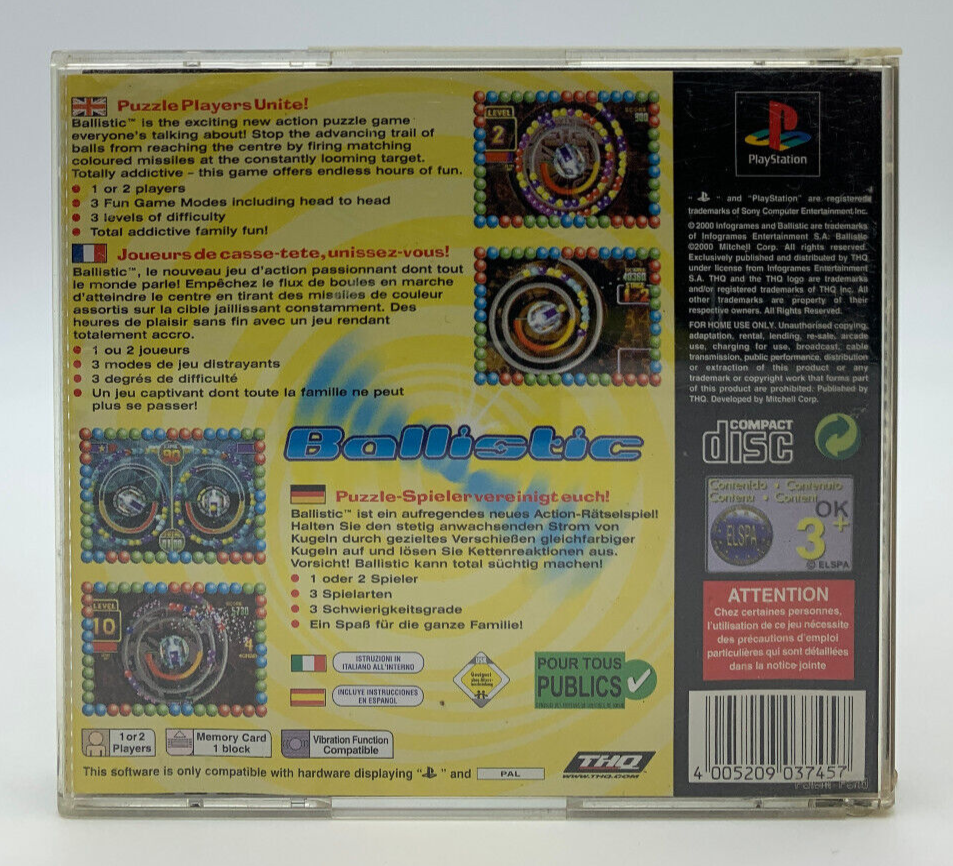 Puzzle Players Unite!
Ballistic™ is the exciting new action puzzle game
everyone's talking about! Stop the advancing trail of
balls from reaching the centre by firing matching
coloured missiles at the constantly looming target.
Totally addictive - this game offers endless hours of fun.
1 or 2 players
3 Fun Game Modes including head to head
3 levels of difficulty
Total addictive family fun!
Joueurs de casse-tete, unissez-vous!
Ballistic™, le nouveau jeu d'action passionnant dont tout
le monde parle! Empêchez le flux de boules en marche
d'atteindre le centre en tirant des missiles de couleur
assortis sur la cible jaillissant constamment. Des
heures de plaisir sans fin avec un jeu rendant
totalement accro.
1 ou 2 joueurs
3 modes de jeu distrayants
3 degrés de difficulté
Un jeu captivant dont toute la famille ne peut
plus se passer!
LEVEL
2
Ballistic
Puzzle-Spieler vereinigt euch!
Ballistic™ ist ein aufregendes neues Action-Rätselspiel!
Halten Sie den stetig anwachsenden Strom von
Kugeln durch gezieltes Verschießen gleichfarbiger
Kugeln auf und lösen Sie Kettenreaktionen aus.
Vorsicht! Ballistic kann total süchtig machen!
1 oder 2 Spieler
3 Spielarten
3 Schwierigkeitsgrade
Ein Spaß für die ganze Familie!
90
LEVEL
10
5730
ISTRUZIONI IN
ITALIANO ALL'INTERNO
INCLUYE INSTRUCCIONES
EN ESPAÑOL
USK
POUR TOUS
PUBLICS
1 or 2
Players
Memory Card
1 block
Vibration Function
Compatible
THQ
WWW.THQ.COM
This software is only compatible with hardware displaying " " and PAL
PlayStation
" " and "PlayStation" are registered
trademarks of Sony Computer Entertainment Inc.
©2000 Infogrames and Ballistic are trademarks
of Infogrames Entertainment S.A. Ballistic
©2000 Mitchell Corp. All rights reserved.
Exclusively published and distributed by THQ
under license from Infogrames Entertainment
S.A. THQ and the THQ logo are trademarks
and/or registered trademarks of THQ Inc. All
other trademarks are property of their
respective owners. All Rights Reserved.
FOR HOME USE ONLY. Unauthorised copying,
adaptation, rental, lending, re-sale, arcade
use, charging for use, broadcast, cable
transmission, public performance, distribution
or extraction of this product or any
trademark or copyright work that forms part
of this product are prohibited. Published by
THQ. Developed by Mitchell Corp.
COMPACT
disc
Contenido • Contenuto
Contenu • Content
ELSPA
OK
3+
© ELSPA
ATTENTION
Chez certaines personnes,
l'utilisation de ce jeu nécessite
des précautions d'emploi
particulières qui sont détaillées
dans la notice jointe
4 005209 037457